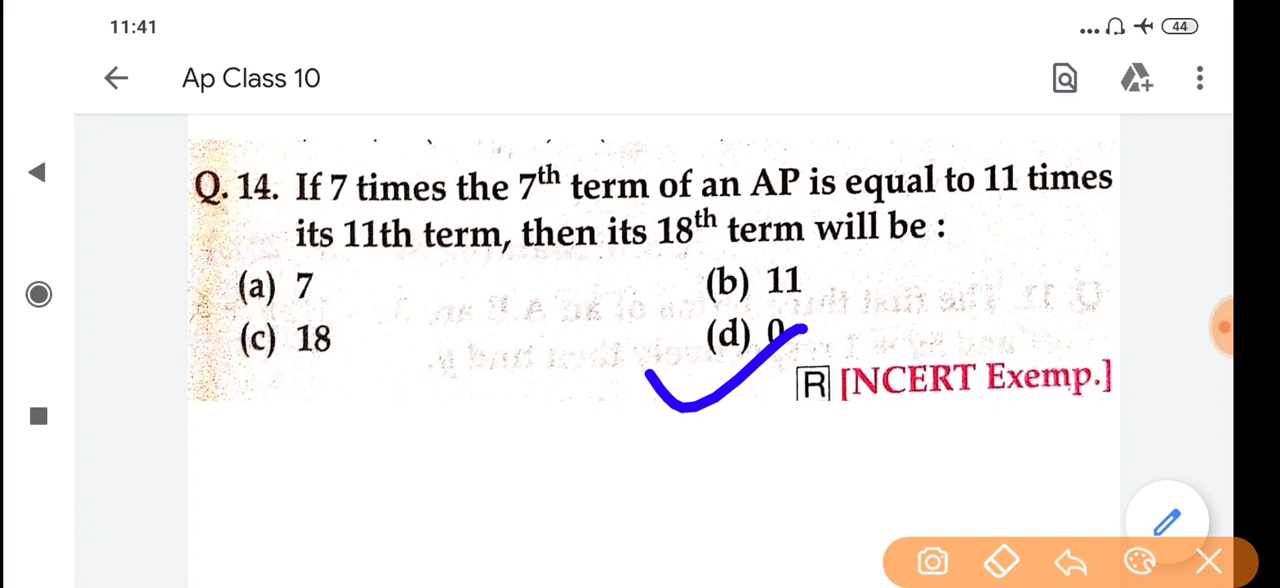 11:41
44
Ap Class 10
Q. 14. If 7 times the 7th term of an AP is equal to 11 times
its 11th term, then its 18th term will be :
(a) 7 (b) 11
(c) 18 (d) 0
R [NCERT Exemp.]